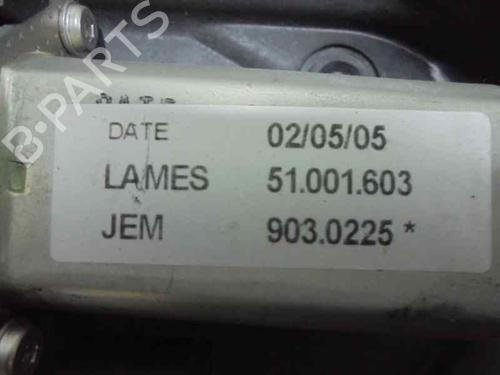 B-PARTS
DATE 02/05/05
LAMES 51.001.603
JEM 903.0225 *